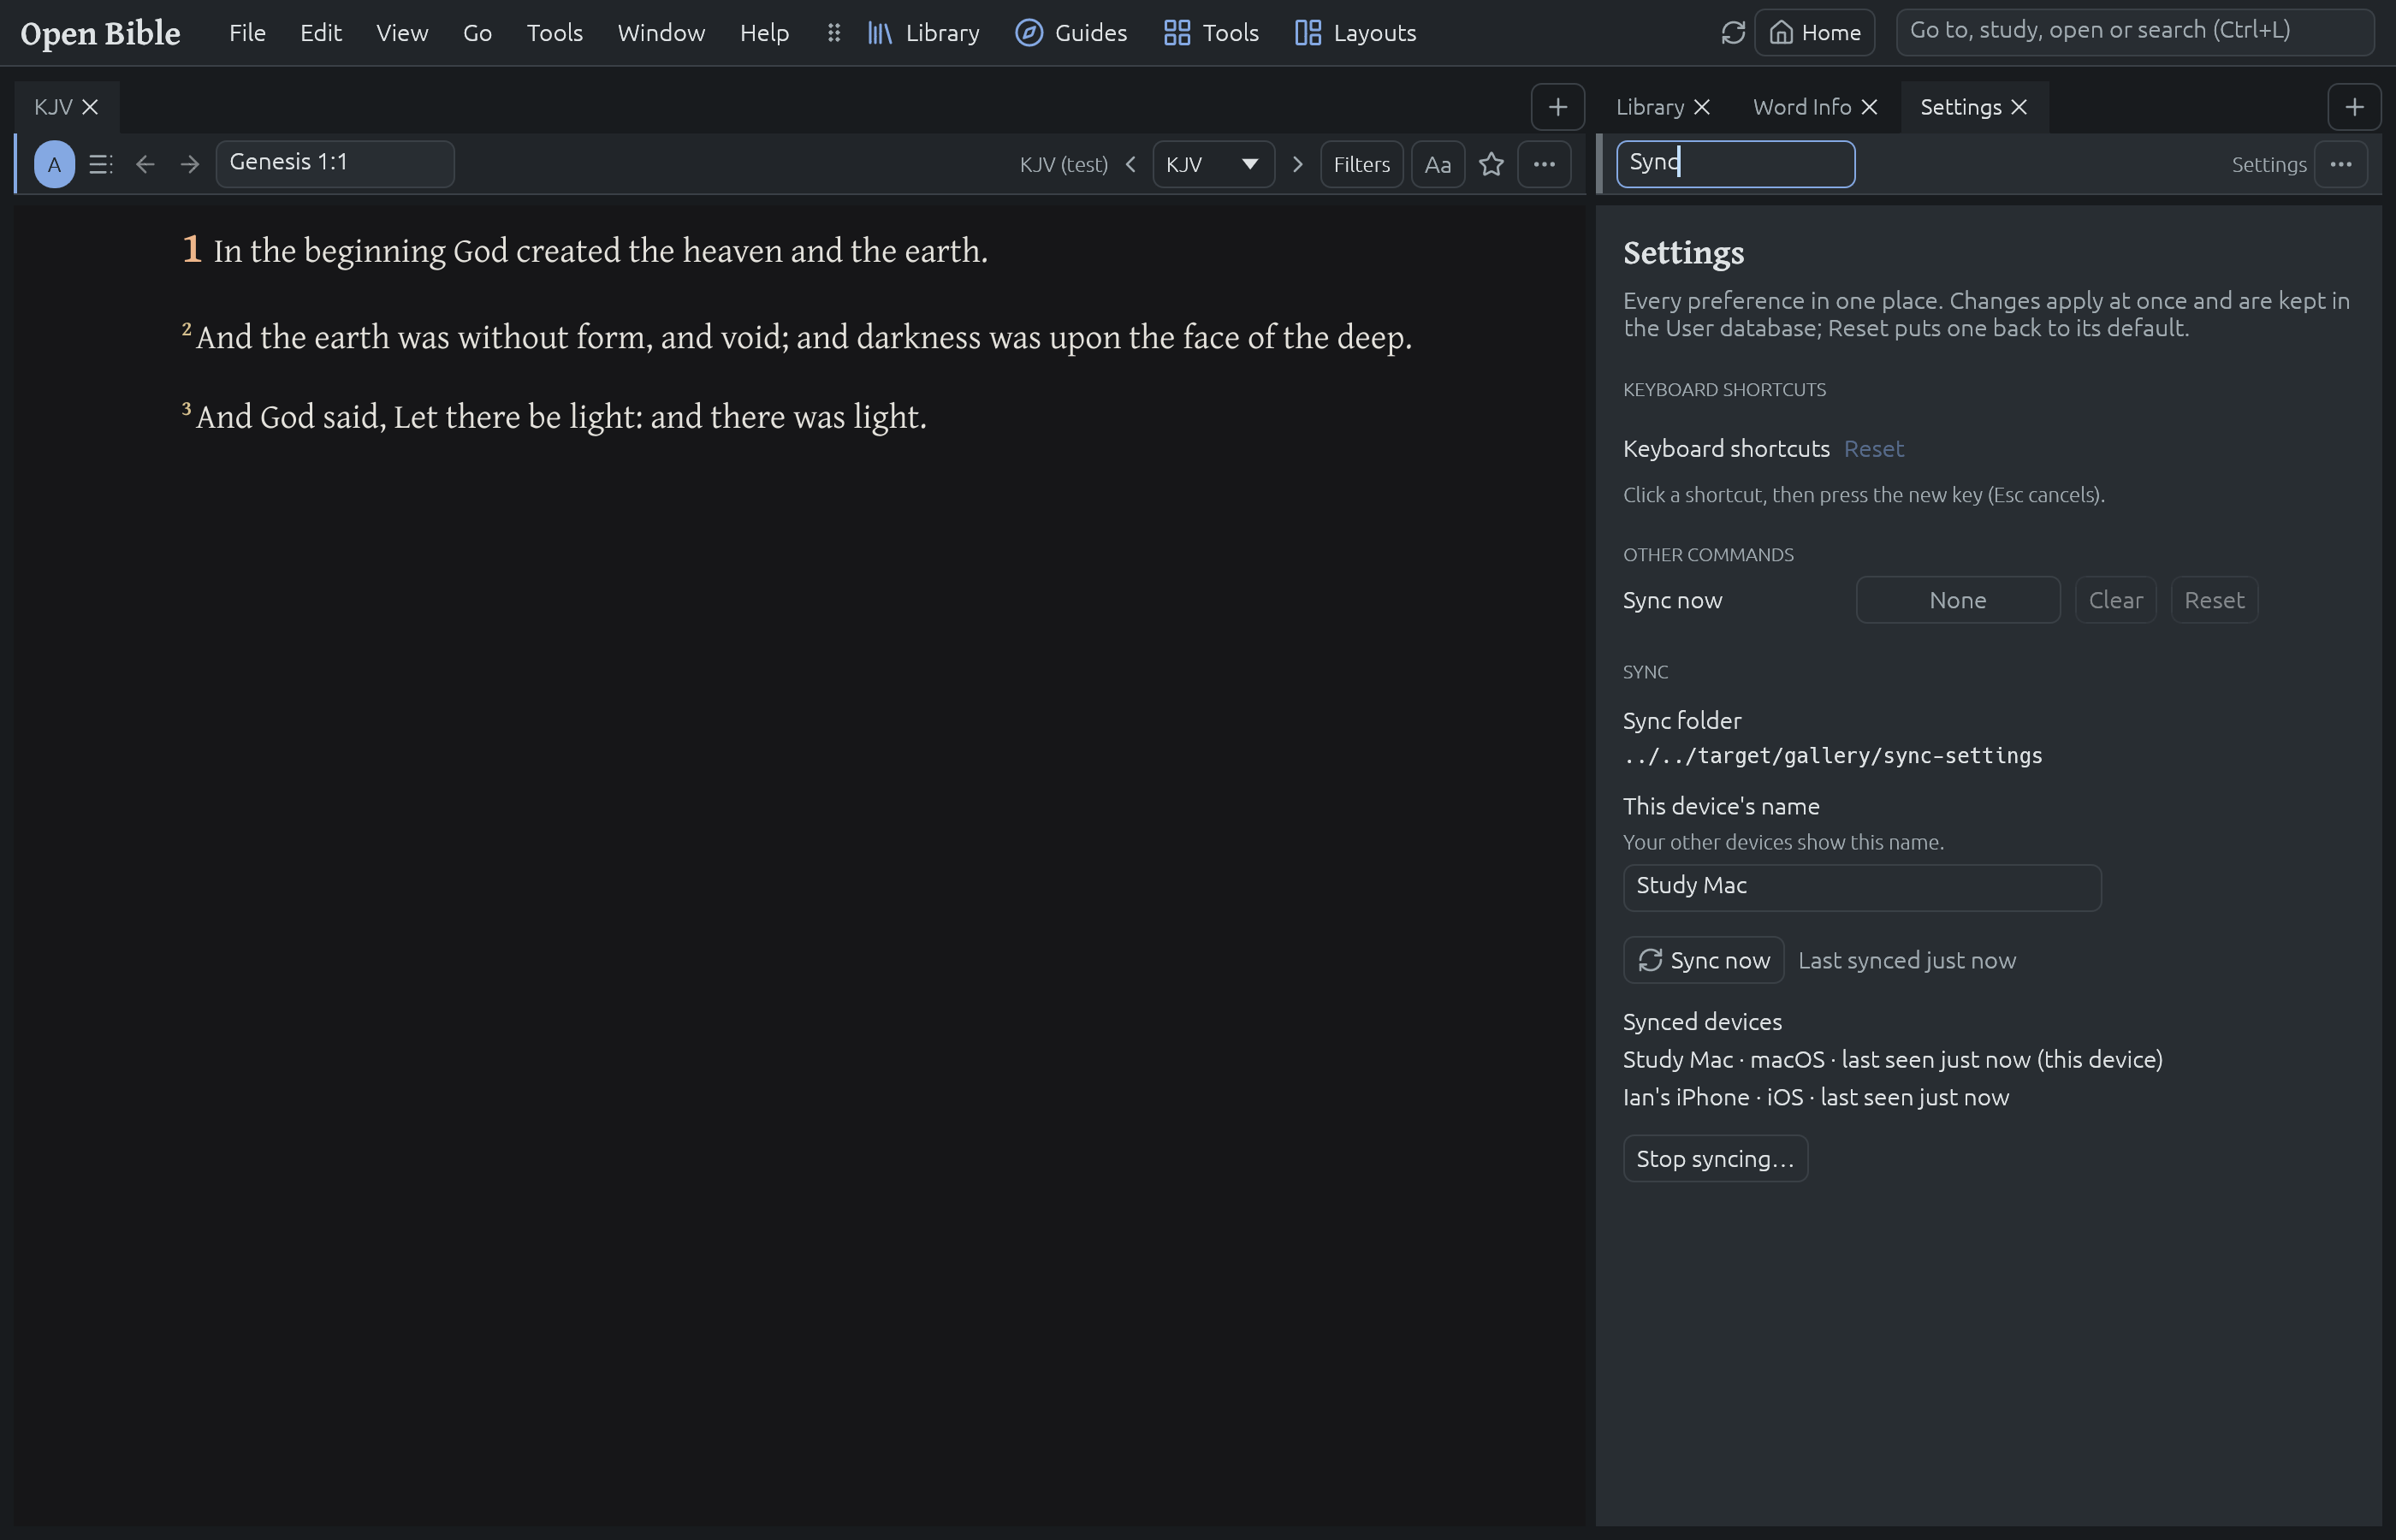 Open Bible File Edit View Go Tools Window Help Library Guides Tools Layouts Home Go to, study, open or search (Ctrl+L)
KJV
Library Word Info Settings
A Genesis 1:1 KJV (test) KJV Filters Aa
Sync Settings
1 In the beginning God created the heaven and the earth.
2 And the earth was without form, and void; and darkness was upon the face of the deep.
3 And God said, Let there be light: and there was light.
Settings
Every preference in one place. Changes apply at once and are kept in
the User database; Reset puts one back to its default.
KEYBOARD SHORTCUTS
Keyboard shortcuts Reset
Click a shortcut, then press the new key (Esc cancels).
OTHER COMMANDS
Sync now None Clear Reset
SYNC
Sync folder
../../target/gallery/sync-settings
This device's name
Your other devices show this name.
Study Mac
Sync now Last synced just now
Synced devices
Study Mac · macOS · last seen just now (this device)
Ian's iPhone · iOS · last seen just now
Stop syncing...